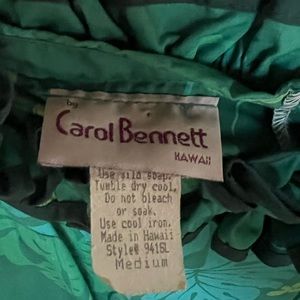 by
Carol Bennett
HAWAII
Use mild soap.
Tumble dry cool.
Do not bleach
or soak.
Use cool iron.
Made in Hawaii
Style# 9416L
Medium